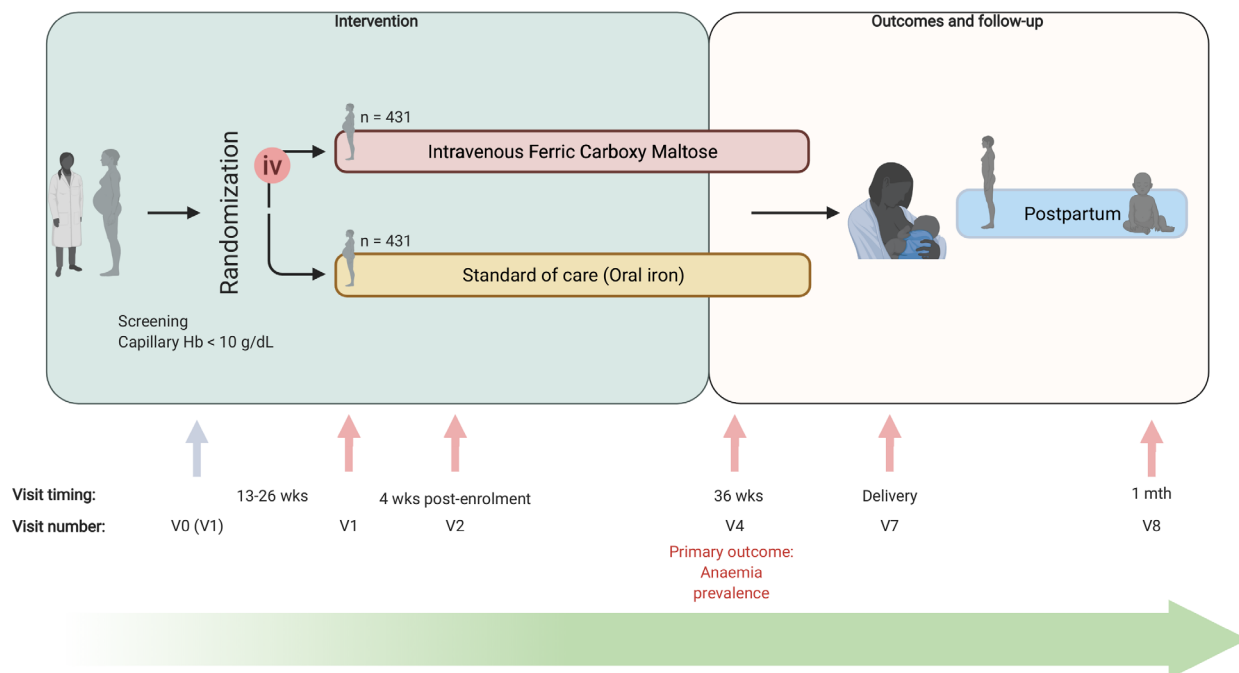 Intervention
Outcomes and follow-up
n = 431
Intravenous Ferric Carboxy Maltose
Randomization
iv
n = 431
Standard of care (Oral iron)
Postpartum
Screening
Capillary Hb < 10 g/dL
Visit timing: 13-26 wks 4 wks post-enrolment 36 wks Delivery 1 mth
Visit number: V0 (V1) V1 V2 V4 V7 V8
Primary outcome:
Anaemia
prevalence